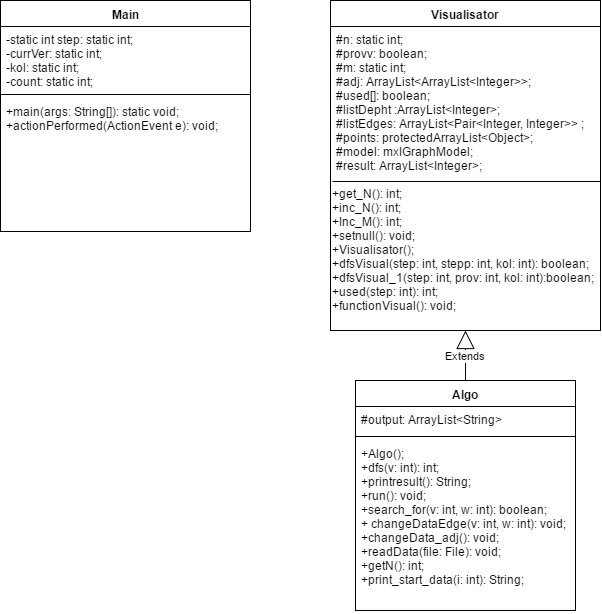 Main
-static int step: static int;
-currVer: static int;
-kol: static int;
-count: static int;
+main(args: String[]): static void;
+actionPerformed(ActionEvent e): void;
Visualisator
#n: static int;
#provv: boolean;
#m: static int;
#adj: ArrayList<ArrayList<Integer>>;
#used[]: boolean;
#listDepht :ArrayList<Integer>;
#listEdges: ArrayList<Pair<Integer, Integer>> ;
#points: protectedArrayList<Object>;
#model: mxIGraphModel;
#result: ArrayList<Integer>;
+get_N(): int;
+inc_N(): int;
+Inc_M(): int;
+setnull(): void;
+Visualisator();
+dfsVisual(step: int, stepp: int, kol: int): boolean;
+dfsVisual_1(step: int, prov: int, kol: int):boolean;
+used(step: int): int;
+functionVisual(): void;
Extends
Algo
#output: ArrayList<String>
+Algo();
+dfs(v: int): int;
+printresult(): String;
+run(): void;
+search_for(v: int, w: int): boolean;
+ changeDataEdge(v: int, w: int): void;
+changeData_adj(): void;
+readData(file: File): void;
+getN(): int;
+print_start_data(i: int): String;